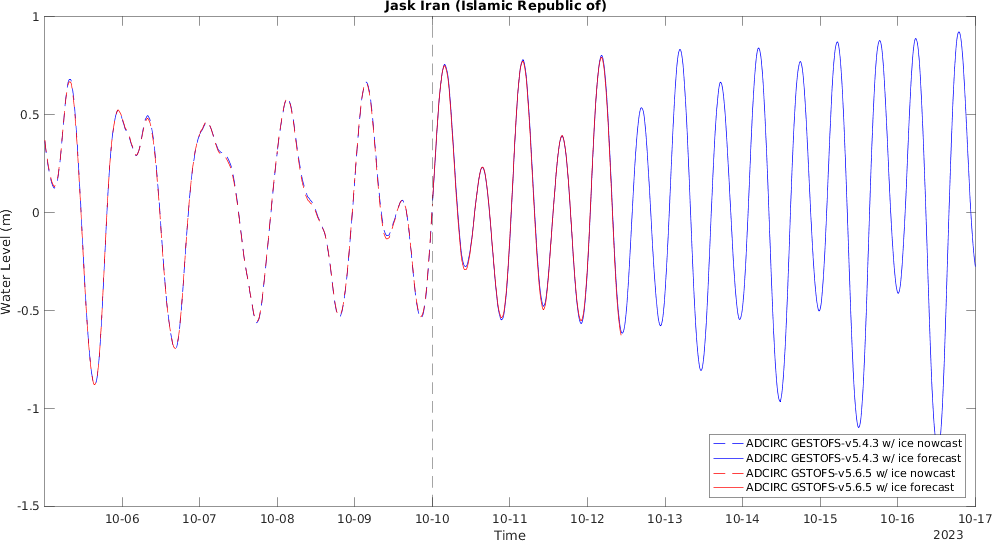 Jask Iran (Islamic Republic of)
1
0.5
0
-0.5
-1
-1.5
Water Level (m)
ADCIRC GESTOFS-v5.4.3 w/ ice nowcast
ADCIRC GESTOFS-v5.4.3 w/ ice forecast
ADCIRC GSTOFS-v5.6.5 w/ ice nowcast
ADCIRC GSTOFS-v5.6.5 w/ ice forecast
10-06 10-07 10-08 10-09 10-10 10-11 10-12 10-13 10-14 10-15 10-16 10-17
Time
2023